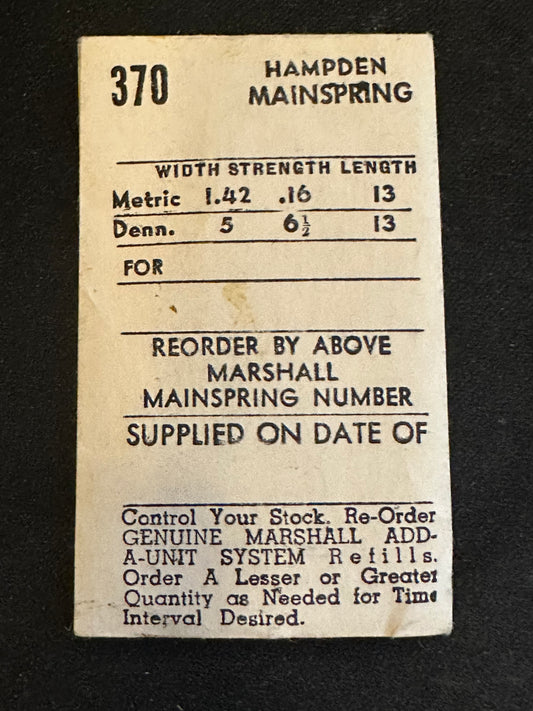 370
HAMPDEN
MAINSPRING
WIDTH STRENGTH LENGTH
Metric 1.42 .16 13
Denn. 5 6½ 13
FOR
REORDER BY ABOVE
MARSHALL
MAINSPRING NUMBER
SUPPLIED ON DATE OF
Control Your Stock. Re-Order
GENUINE MARSHALL ADD-
A-UNIT SYSTEM Refills.
Order A Lesser or Greater
Quantity as Needed for Time
Interval Desired.